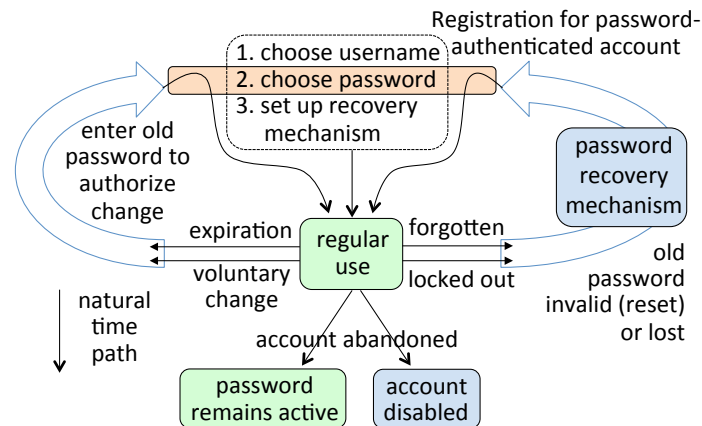 Registration for password-
authenticated account
1. choose username
2. choose password
3. set up recovery
mechanism
enter old
password to
authorize
change
password
recovery
mechanism
expiration
voluntary
change
regular
use
forgotten
locked out
old
password
invalid (reset)
or lost
natural
time
path
account abandoned
password
remains active
account
disabled